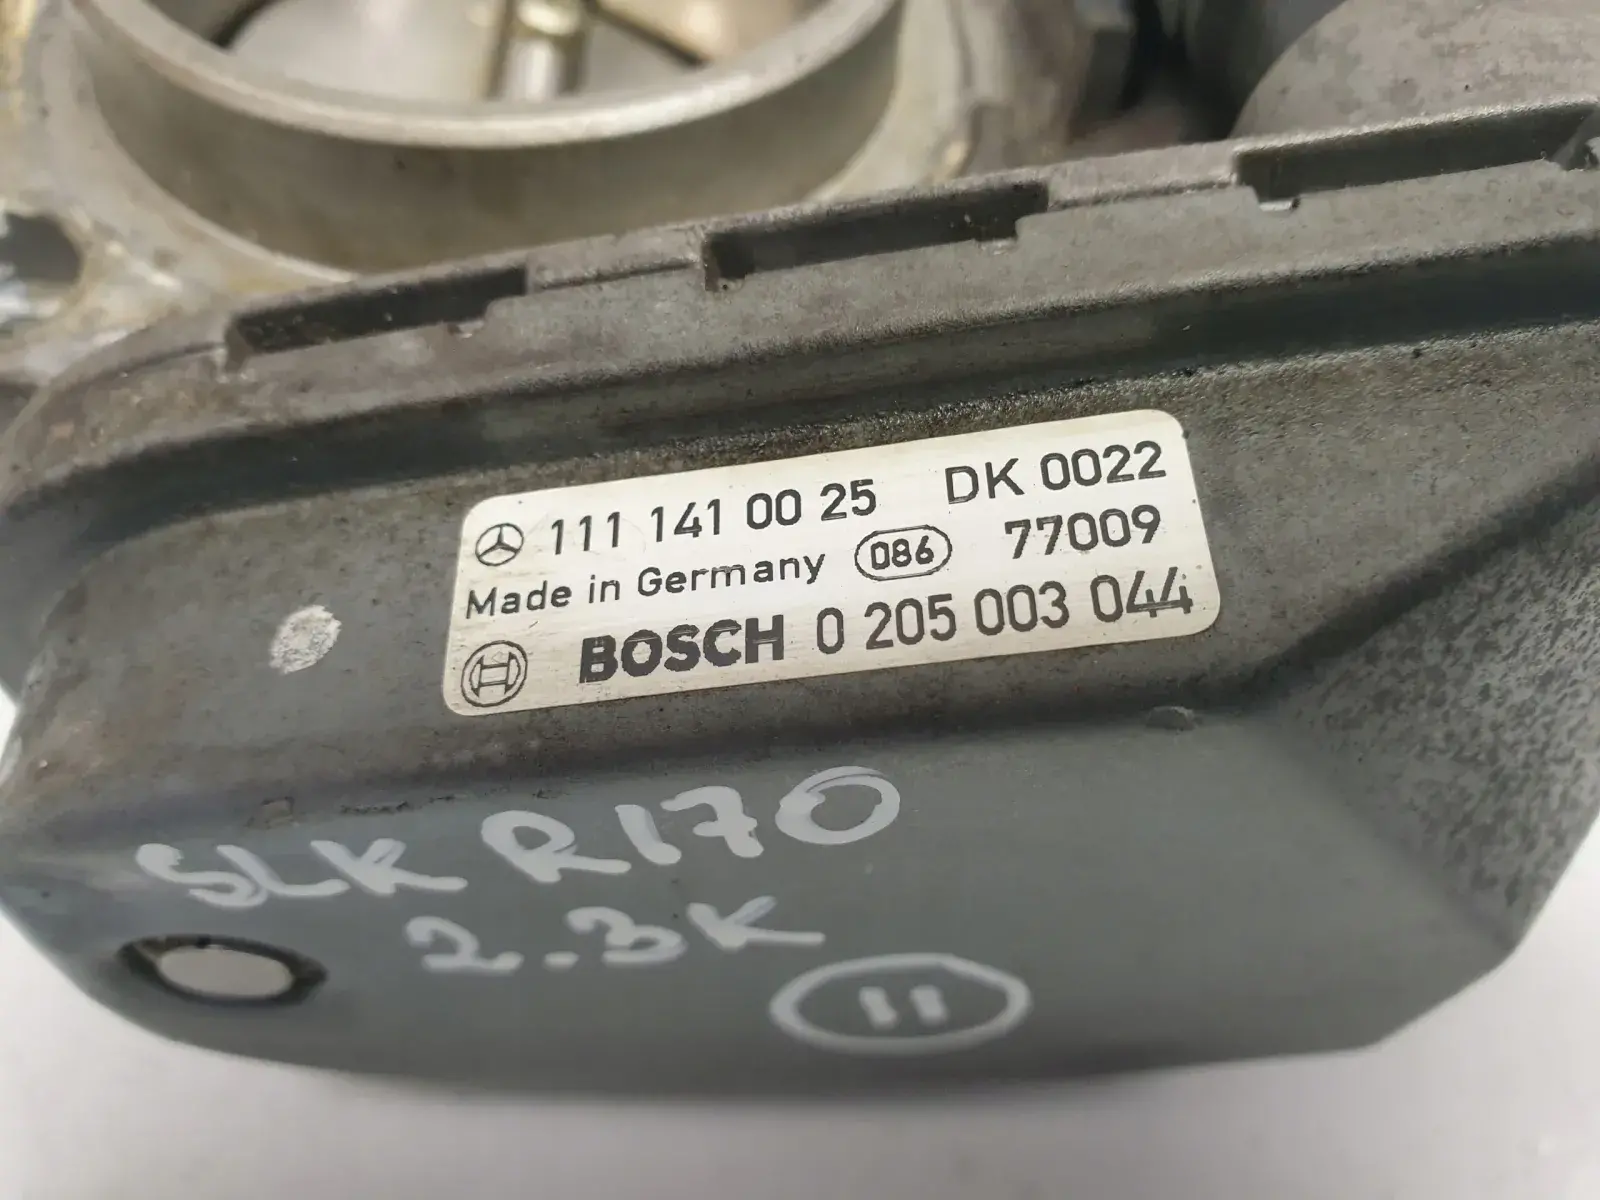 111 141 00 25 DK 0022
Made in Germany 086 77009
BOSCH 0 205 003 044
SLK R170
2.3K
11